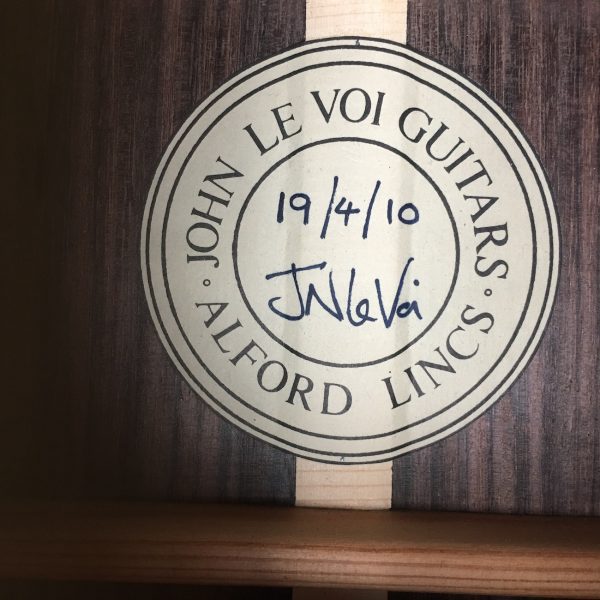 JOHN LE VOI GUITARS
19/4/10
JNLeVoi
· ALFORD LINCS ·